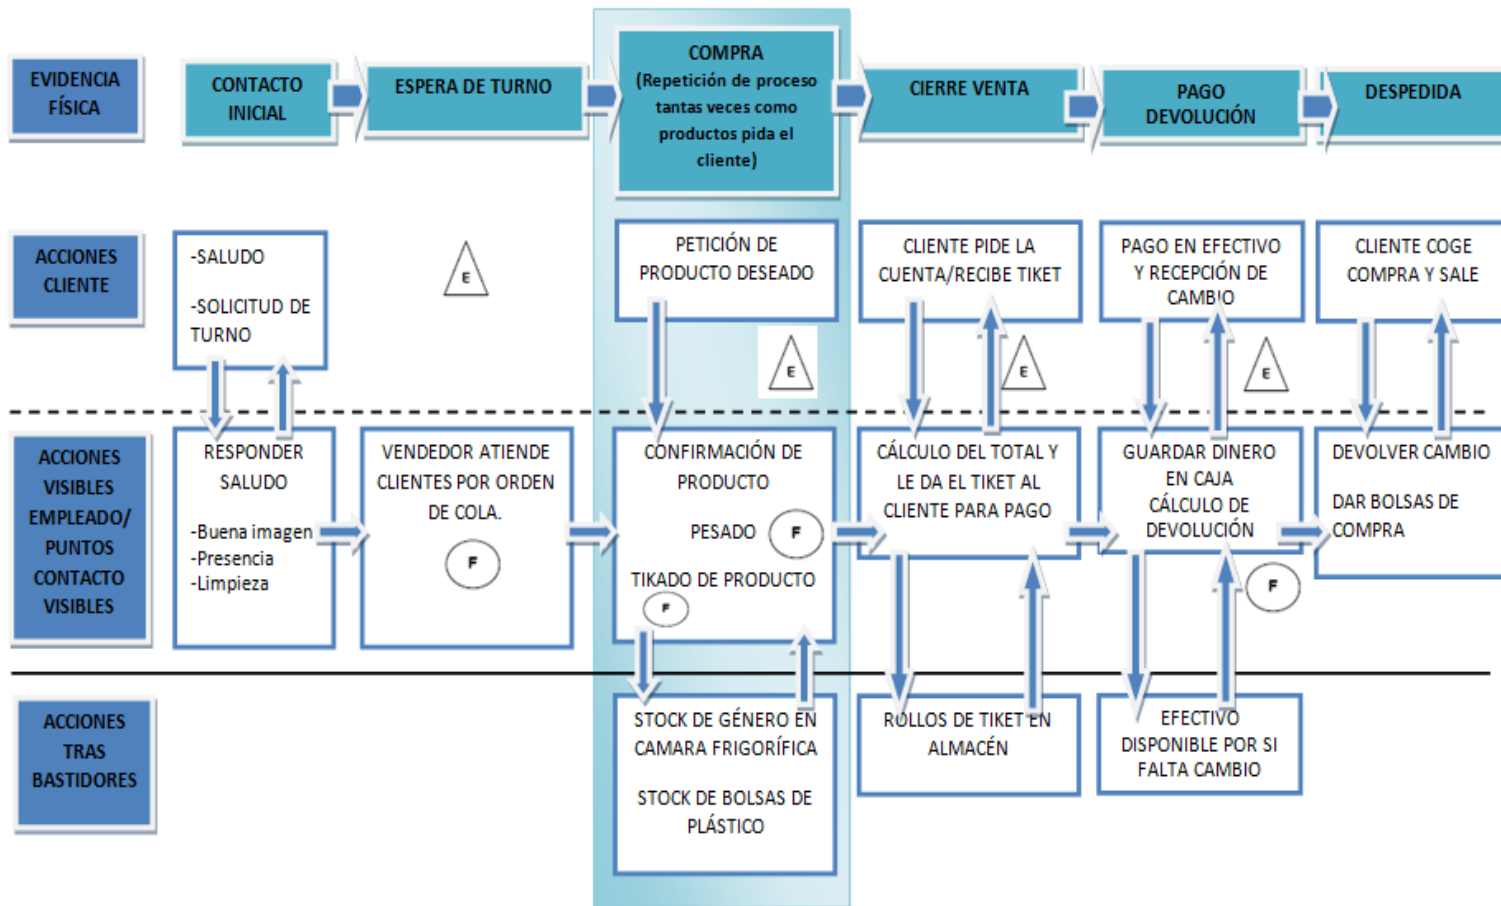 EVIDENCIA
FÍSICA
CONTACTO
INICIAL
ESPERA DE TURNO
COMPRA
(Repetición de proceso
tantas veces como
productos pida el
cliente)
CIERRE VENTA
PAGO
DEVOLUCIÓN
DESPEDIDA
ACCIONES
CLIENTE
-SALUDO
-SOLICITUD DE
TURNO
E
PETICIÓN DE
PRODUCTO DESEADO
E
CLIENTE PIDE LA
CUENTA/RECIBE TIKET
E
PAGO EN EFECTIVO
Y RECEPCIÓN DE
CAMBIO
E
CLIENTE COGE
COMPRA Y SALE
ACCIONES
VISIBLES
EMPLEADO/
PUNTOS
CONTACTO
VISIBLES
RESPONDER
SALUDO
-Buena imagen
-Presencia
-Limpieza
VENDEDOR ATIENDE
CLIENTES POR ORDEN
DE COLA.
F
CONFIRMACIÓN DE
PRODUCTO
PESADO
F
TIKADO DE PRODUCTO
F
CÁLCULO DEL TOTAL Y
LE DA EL TIKET AL
CLIENTE PARA PAGO
GUARDAR DINERO
EN CAJA
CÁLCULO DE
DEVOLUCIÓN
F
DEVOLVER CAMBIO
DAR BOLSAS DE
COMPRA
ACCIONES
TRAS
BASTIDORES
STOCK DE GÉNERO EN
CAMARA FRIGORÍFICA
STOCK DE BOLSAS DE
PLÁSTICO
ROLLOS DE TIKET EN
ALMACÉN
EFECTIVO
DISPONIBLE POR SI
FALTA CAMBIO